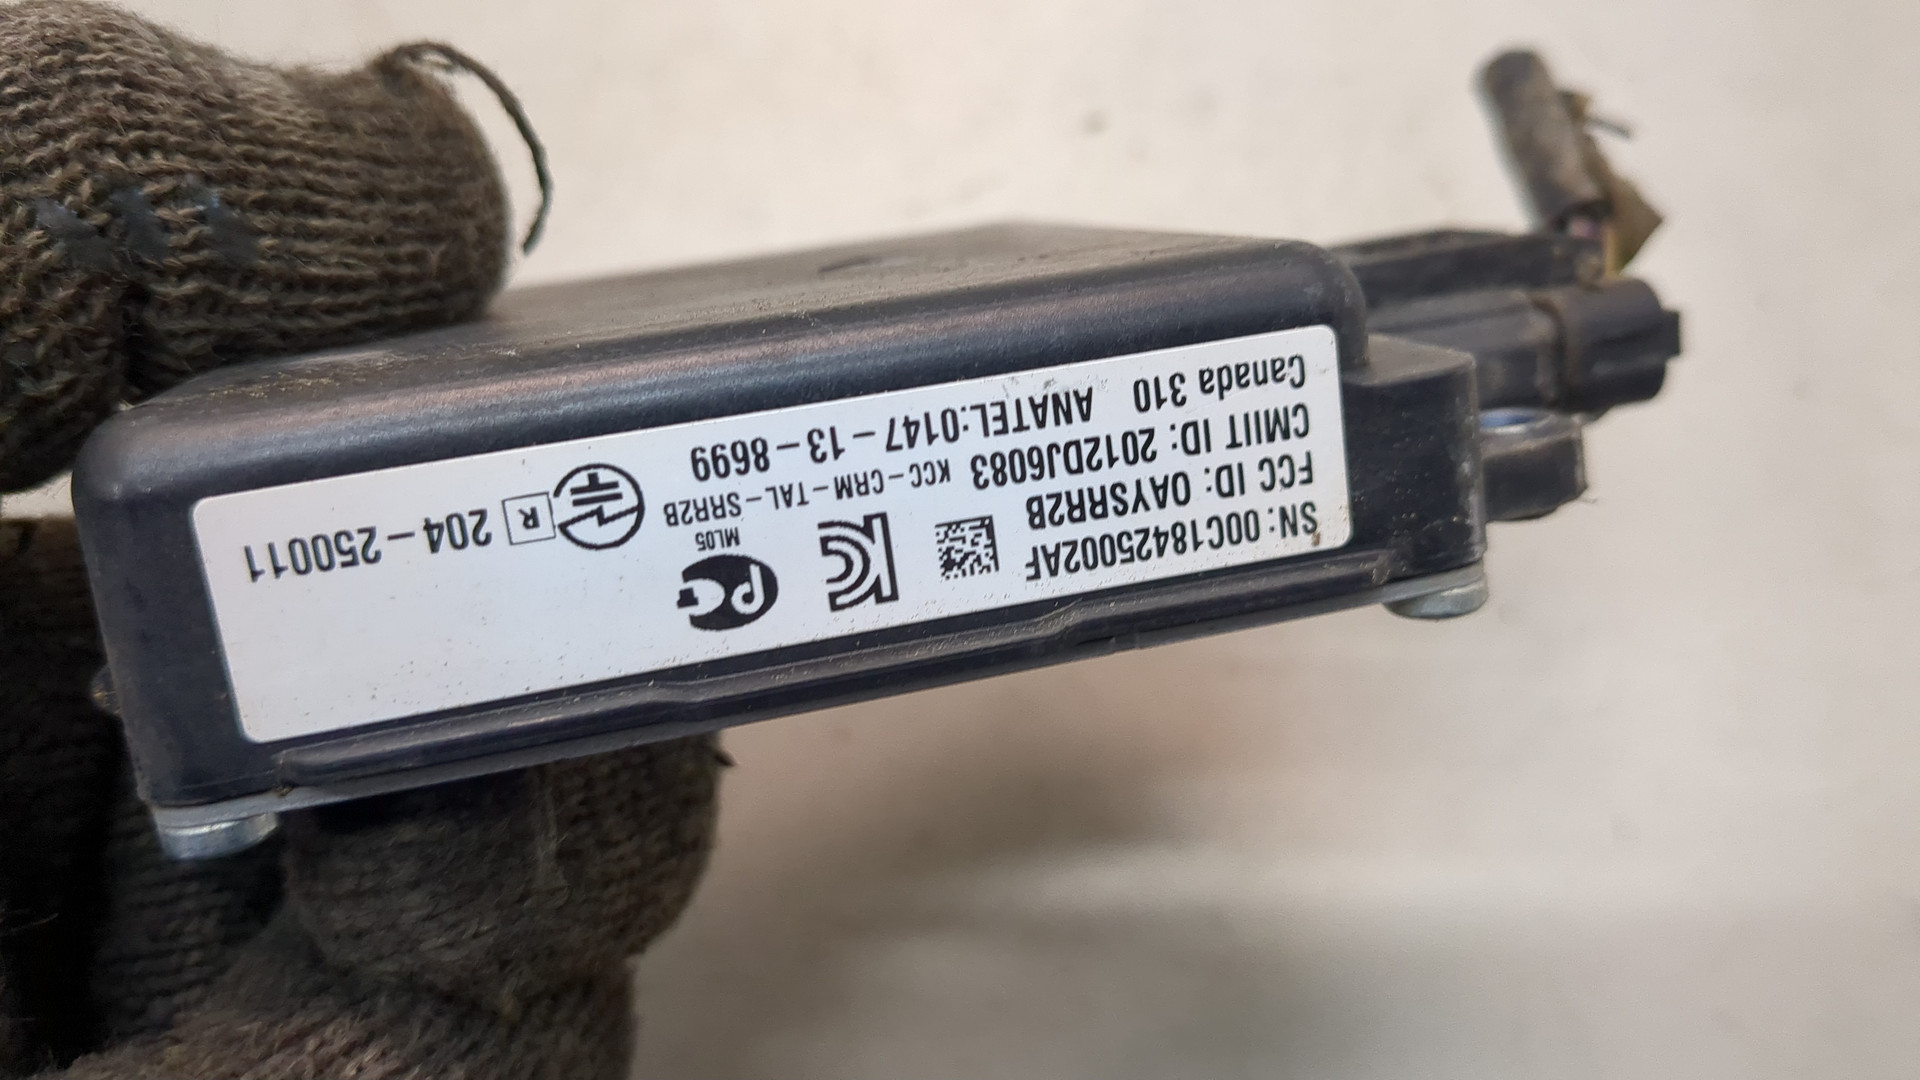 SN: 00C18425002AF
FCC ID: OAYSRR2B
CMIIT ID: 2012DJ6083
Canada 310
KCC-CRM-TAL-SRR2B
ANATEL:0147-13-8699
ML05
R 204-250011